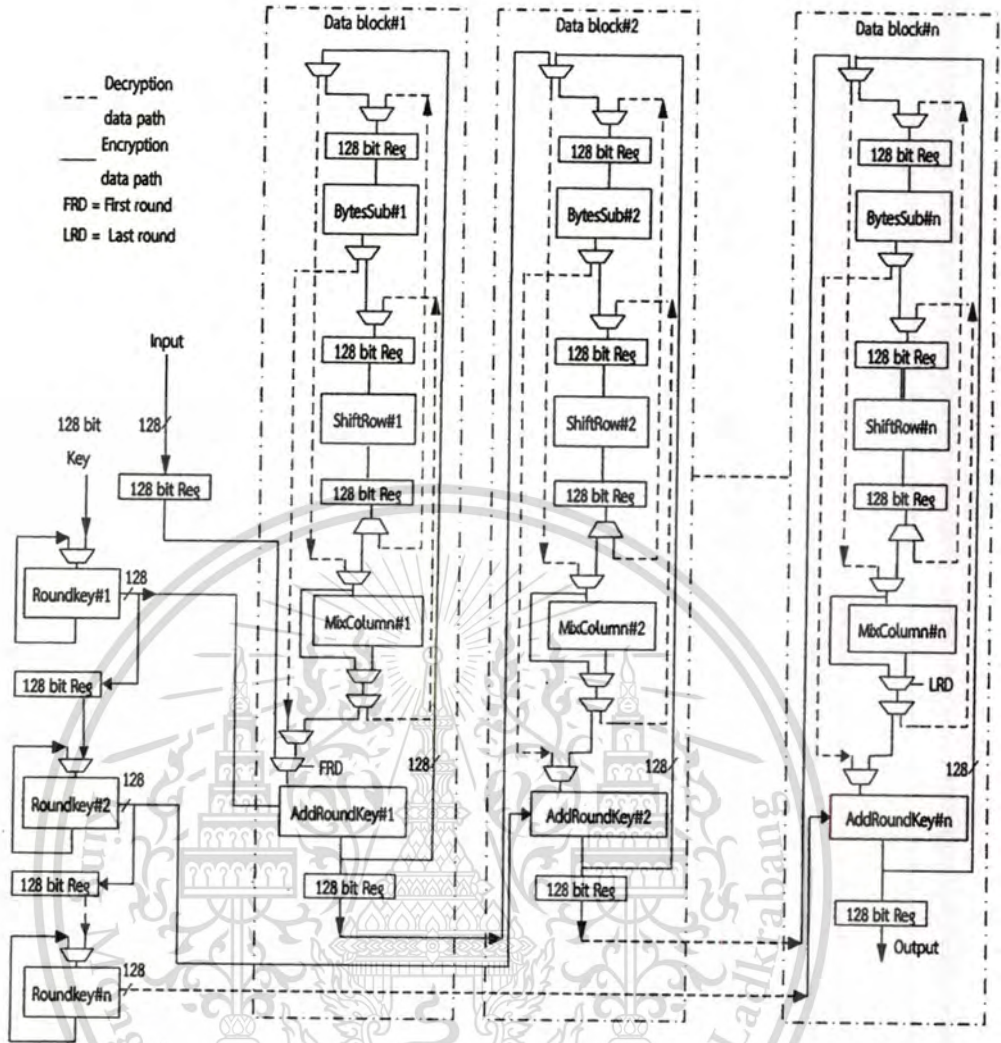 Data block#1
Data block#2
Data block#n
Decryption
data path
Encryption
data path
FRD = First round
LRD = Last round
128 bit Reg
128 bit Reg
128 bit Reg
BytesSub#1
BytesSub#2
BytesSub#n
Input
128 bit
Key
128
128 bit Reg
128 bit Reg
128 bit Reg
128 bit Reg
ShiftRow#1
ShiftRow#2
ShiftRow#n
128 bit Reg
128 bit Reg
128 bit Reg
Roundkey#1
128
MixColumn#1
MixColumn#2
MixColumn#n
128 bit Reg
LRD
FRD
128
128
128
Roundkey#2
128
AddRoundKey#1
AddRoundKey#2
AddRoundKey#n
128 bit Reg
128 bit Reg
128 bit Reg
128 bit Reg
Output
Roundkey#n
128
Ladkrabang